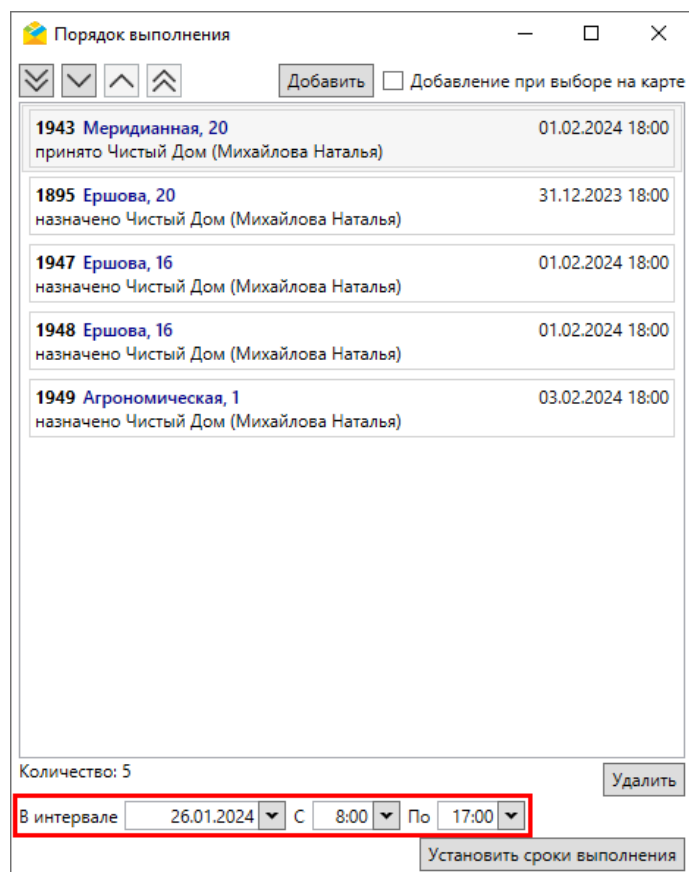 Порядок выполнения
Добавить Добавление при выборе на карте
1943 Меридианная, 20 01.02.2024 18:00
принято Чистый Дом (Михайлова Наталья)
1895 Ершова, 20 31.12.2023 18:00
назначено Чистый Дом (Михайлова Наталья)
1947 Ершова, 16 01.02.2024 18:00
назначено Чистый Дом (Михайлова Наталья)
1948 Ершова, 16 01.02.2024 18:00
назначено Чистый Дом (Михайлова Наталья)
1949 Агрономическая, 1 03.02.2024 18:00
назначено Чистый Дом (Михайлова Наталья)
Количество: 5
Удалить
В интервале 26.01.2024 С 8:00 По 17:00
Установить сроки выполнения